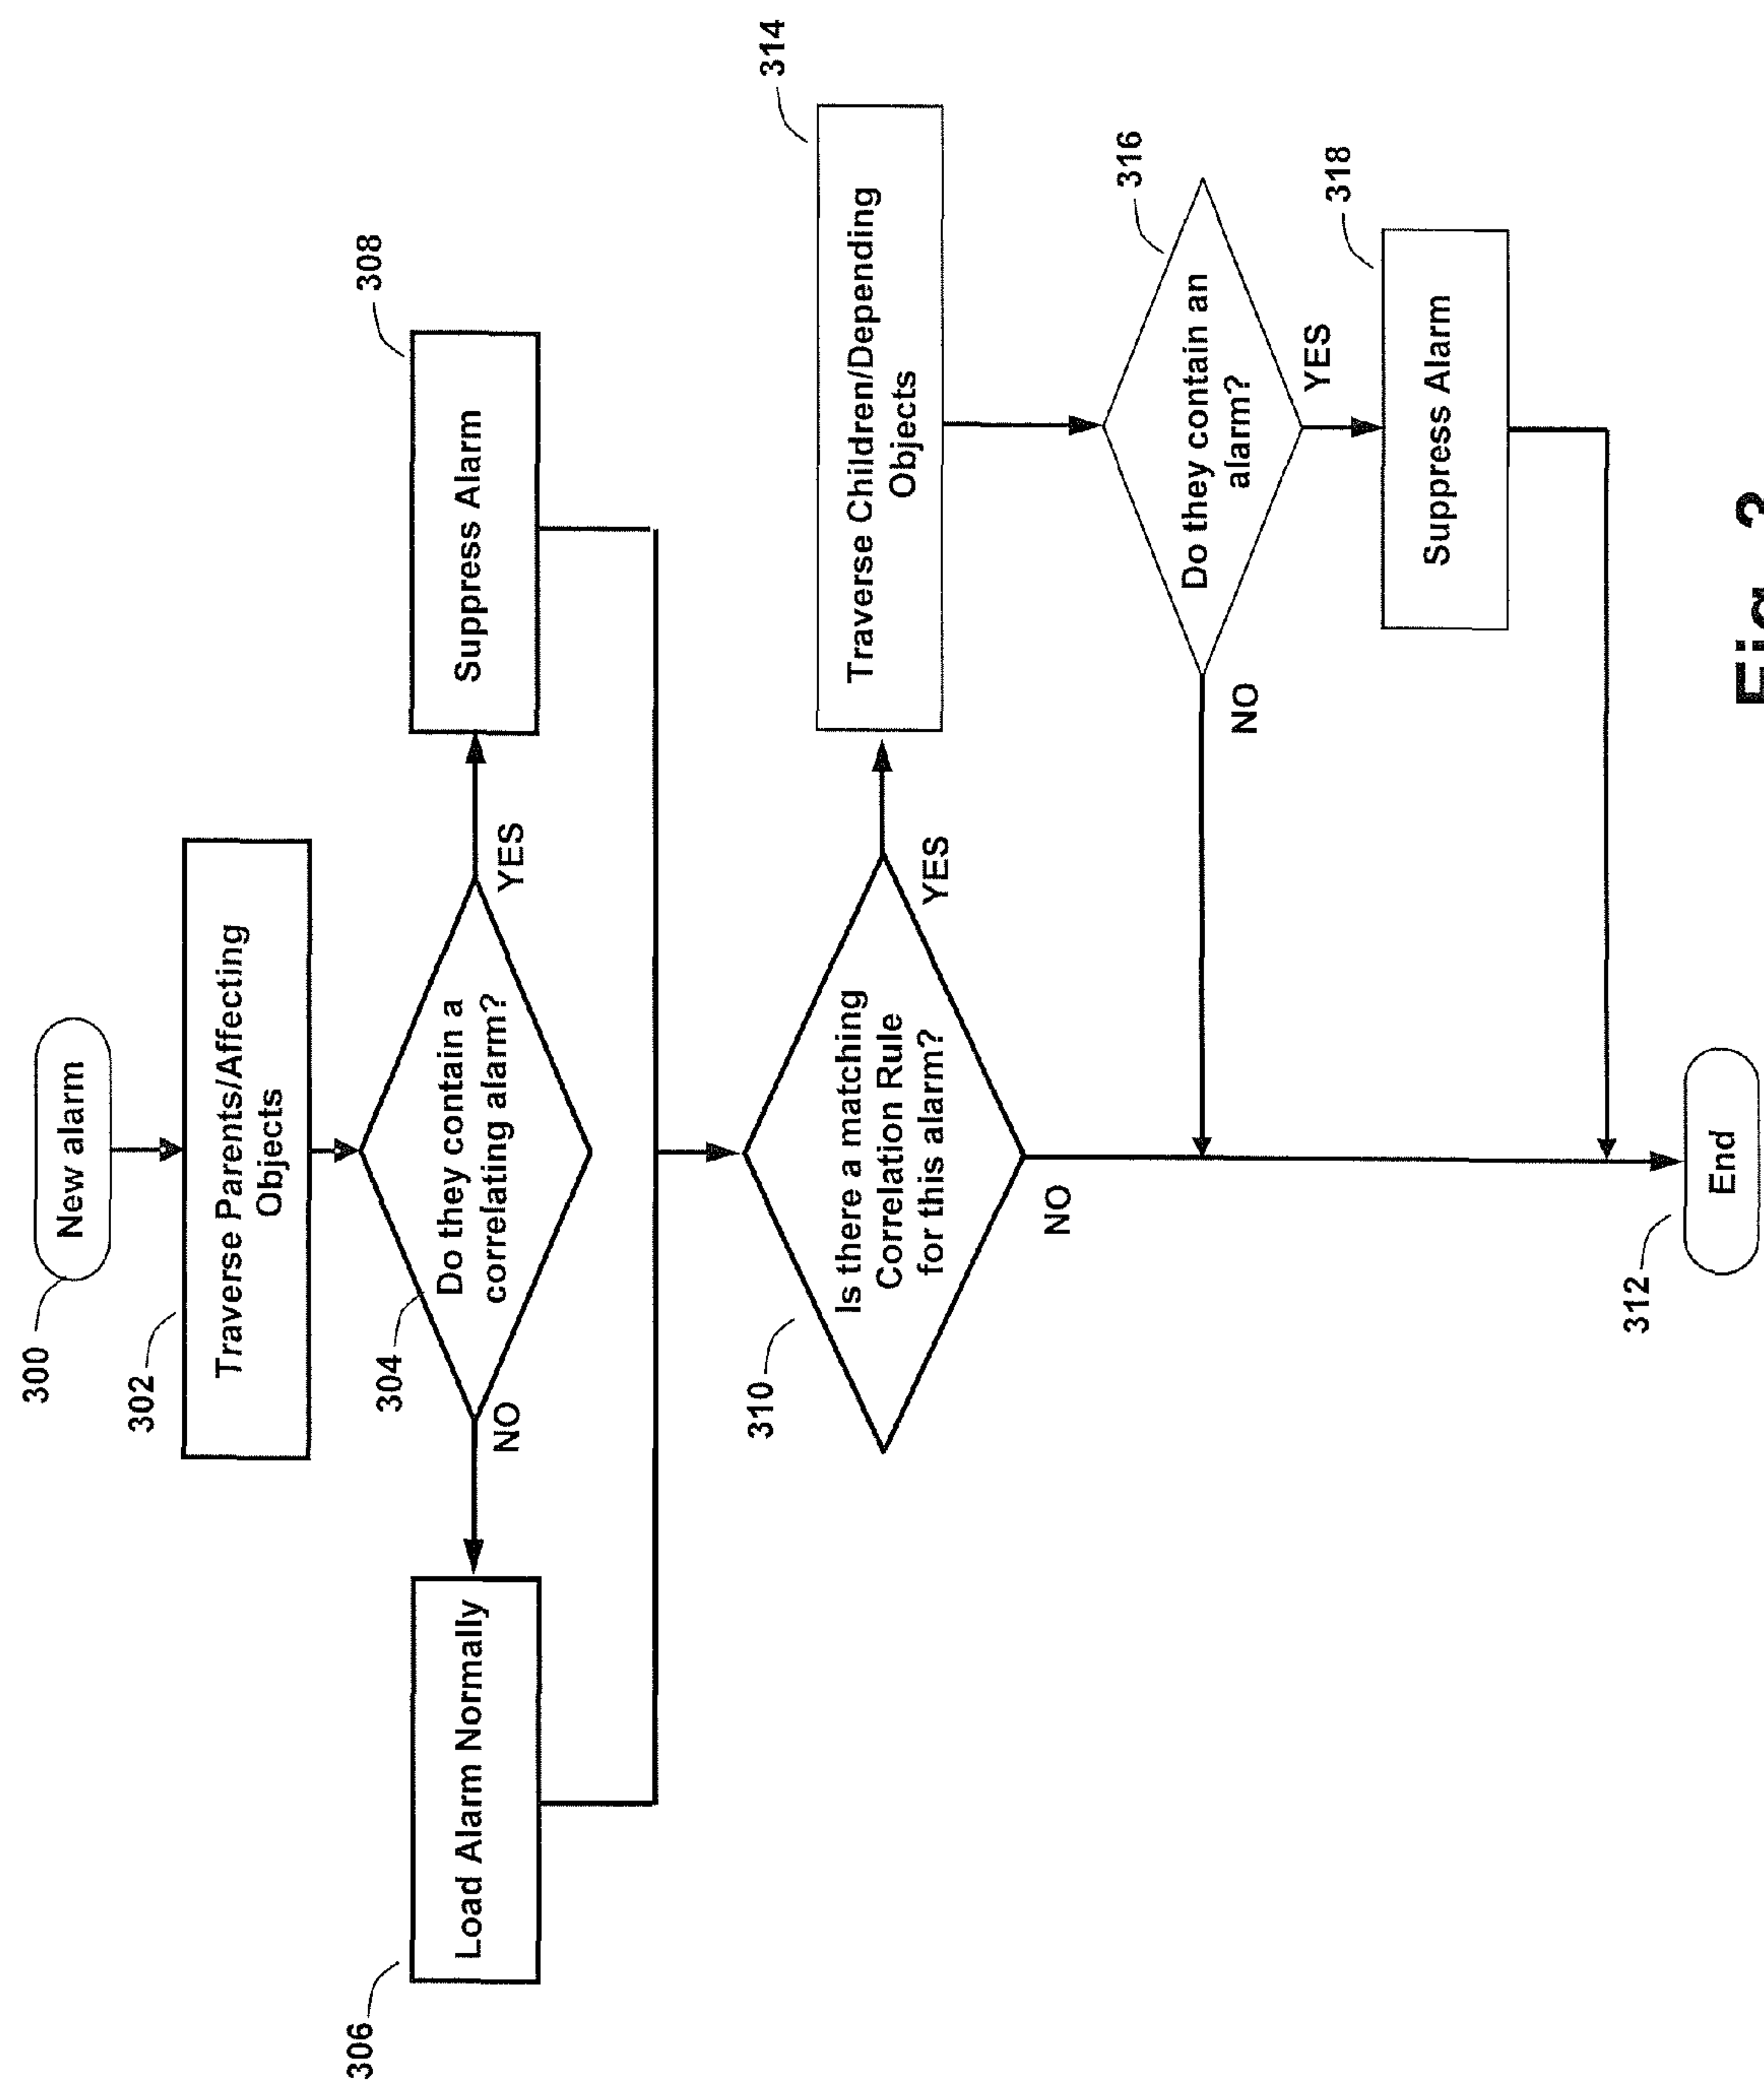 300
New alarm
302
Traverse Parents/Affecting
Objects
304
Do they contain a
correlating alarm?
NO
YES
306
Load Alarm Normally
308
Suppress Alarm
310
Is there a matching
Correlation Rule
for this alarm?
YES
NO
314
Traverse Children/Depending
Objects
316
Do they contain an
alarm?
NO
YES
318
Suppress Alarm
312
End
Fig.